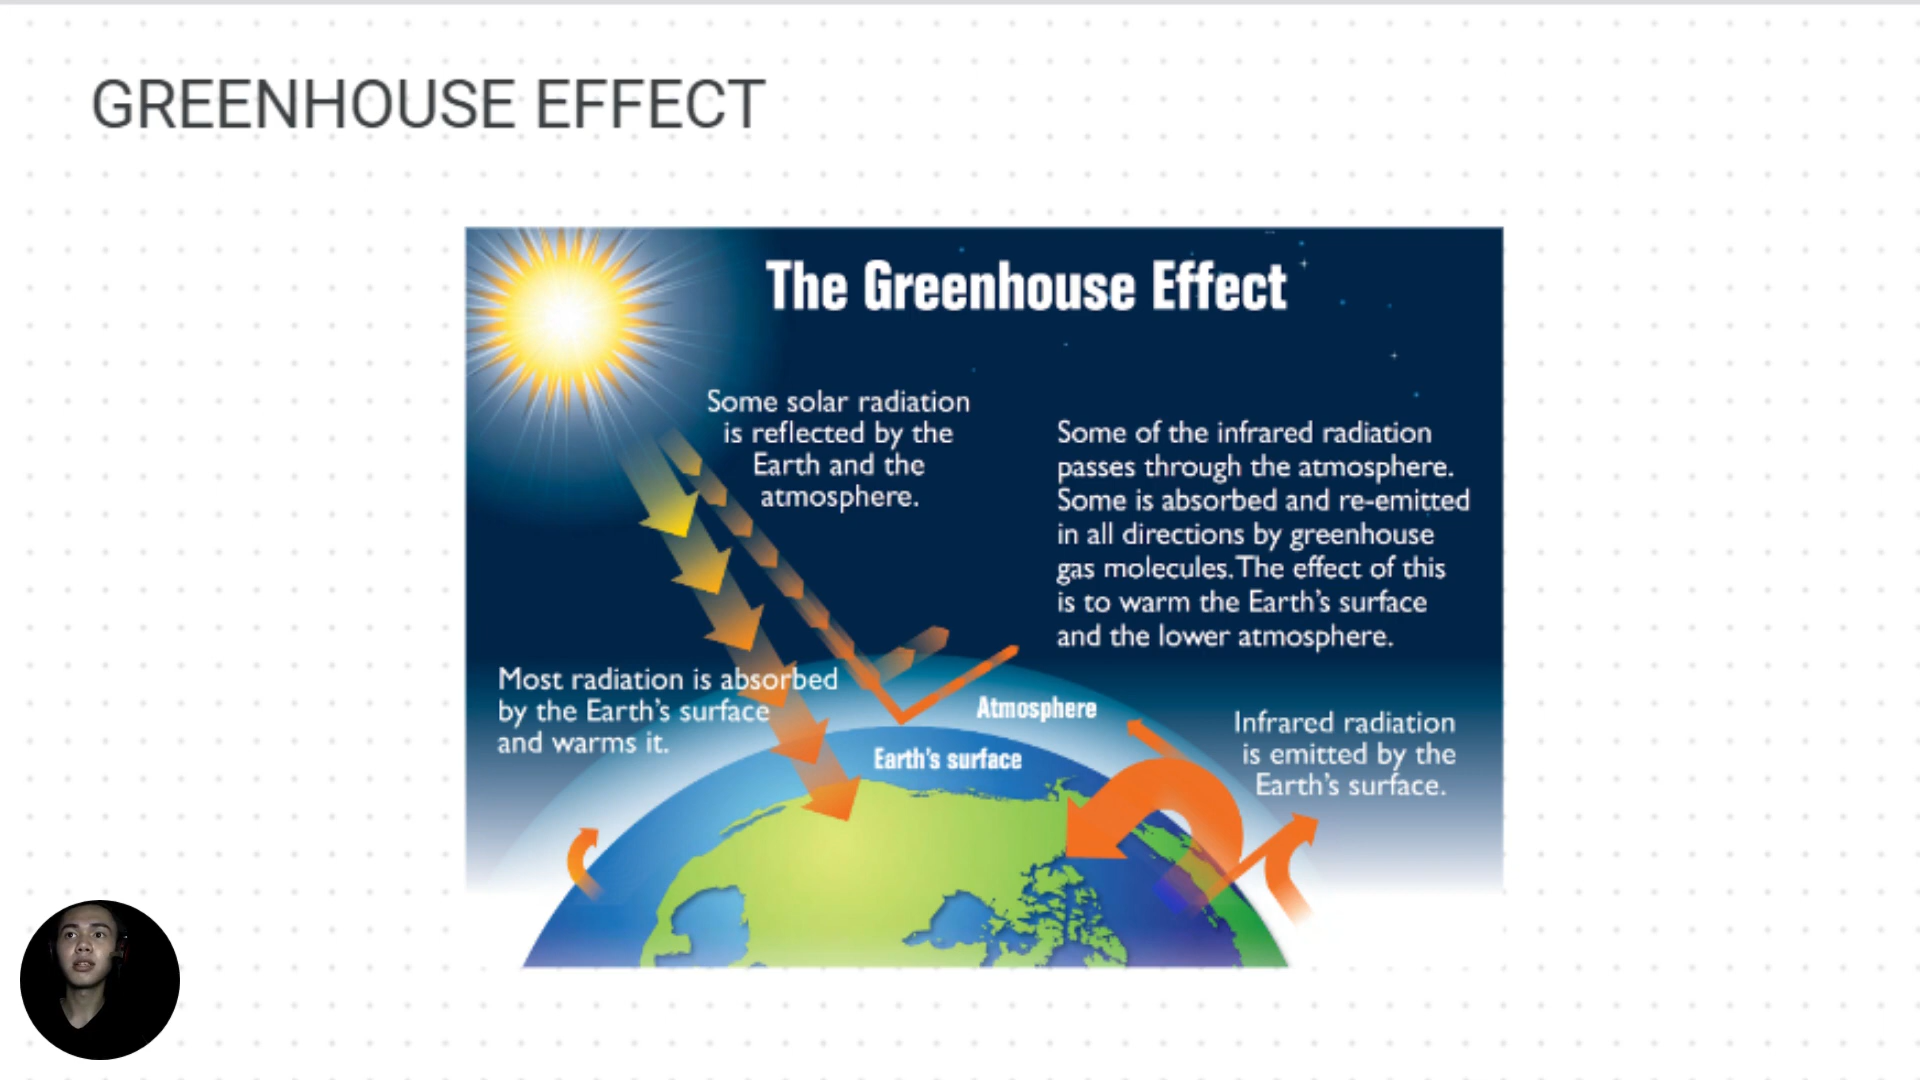 GREENHOUSE EFFECT
The Greenhouse Effect
Some solar radiation
is reflected by the
Earth and the
atmosphere.
Some of the infrared radiation
passes through the atmosphere.
Some is absorbed and re-emitted
in all directions by greenhouse
gas molecules. The effect of this
is to warm the Earth's surface
and the lower atmosphere.
Most radiation is absorbed
by the Earth's surface
and warms it.
Atmosphere
Earth's surface
Infrared radiation
is emitted by the
Earth's surface.